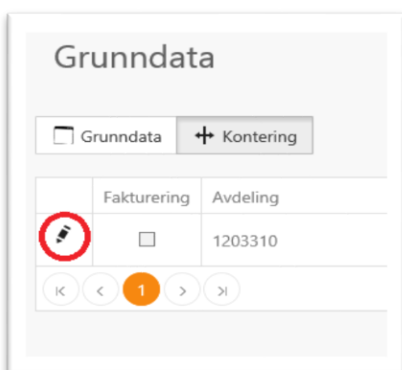 Grunndata
Grunndata Kontering
Fakturering Avdeling
1203310
1